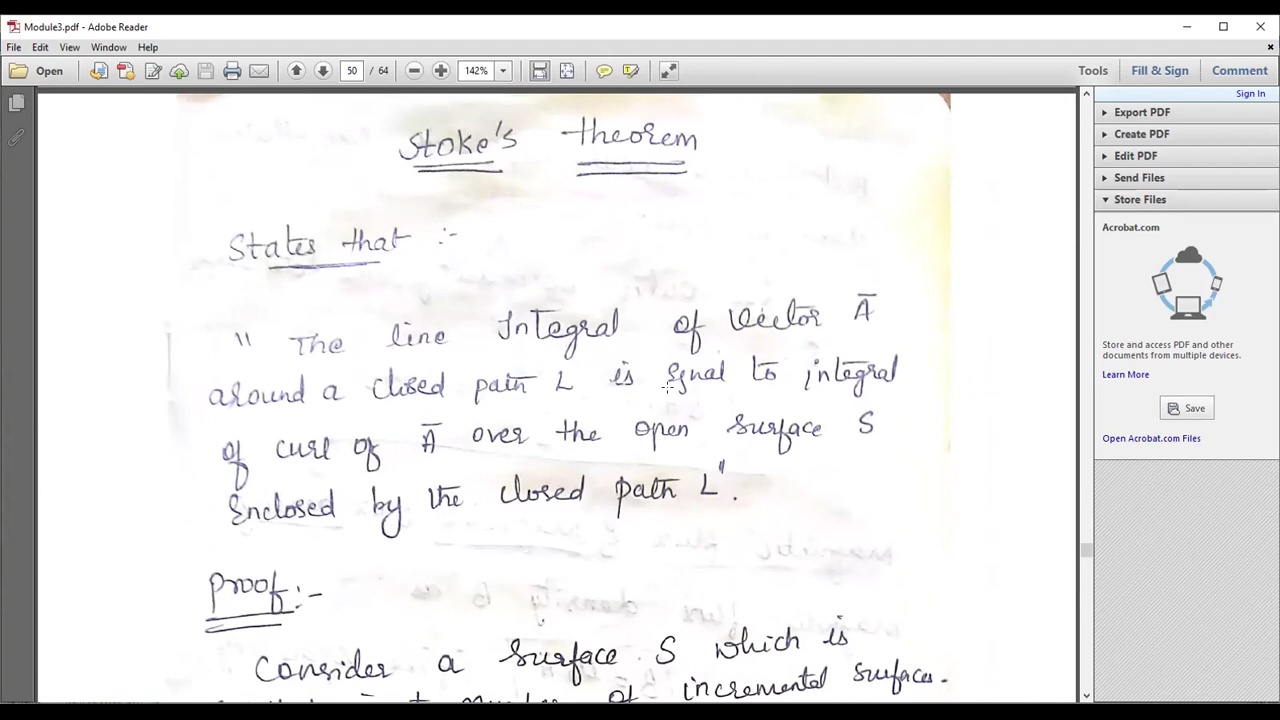 Module3.pdf - Adobe Reader
File Edit View Window Help
Open 50 / 64 142% Tools Fill & Sign Comment
Sign In
Export PDF
Create PDF
Edit PDF
Send Files
Store Files
Acrobat.com
Store and access PDF and other
documents from multiple devices.
Learn More
Save
Open Acrobat.com Files
Stoke's theorem
States that :-
" The line Integral of Vector A̅
around a closed path L is Equal to integral
of curl of A̅ over the open surface S
Enclosed by the closed path L".
Proof:-
Consider a surface S which is
number of incremental surfaces.